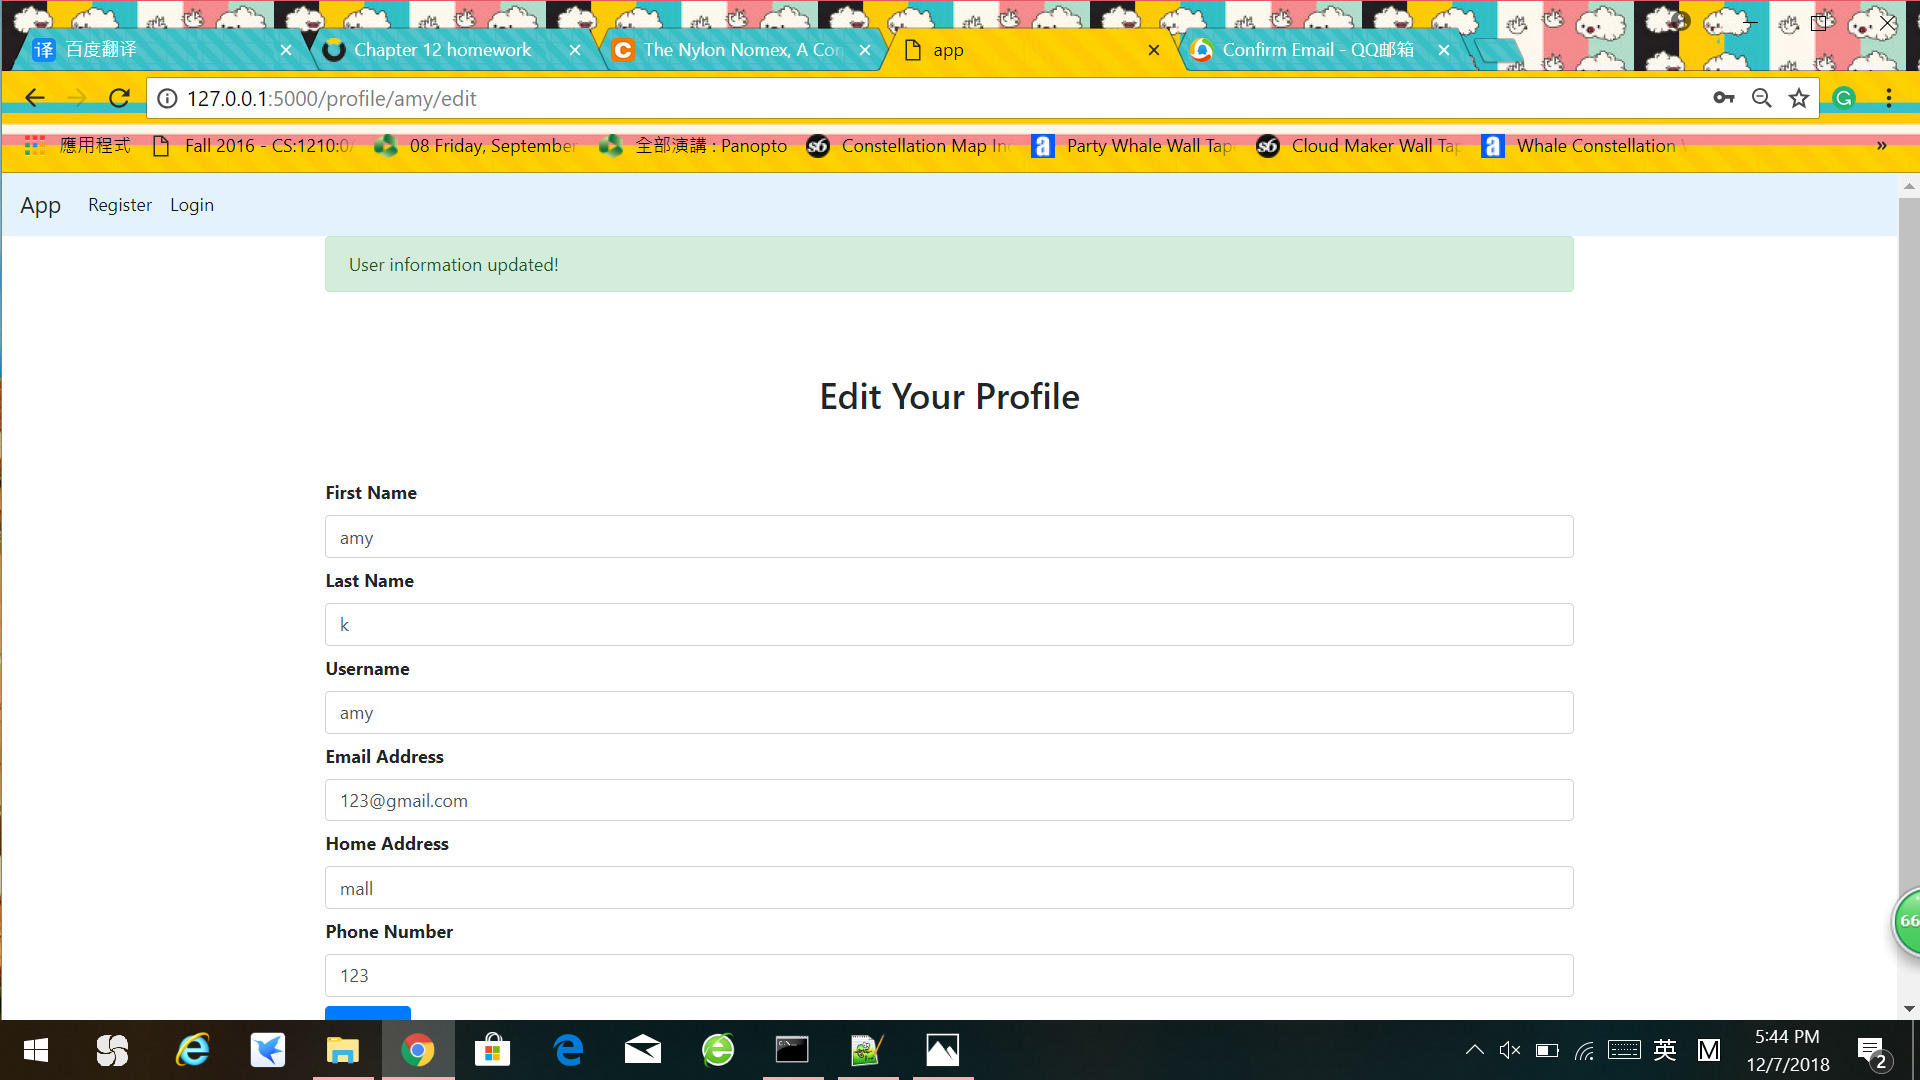 百度翻译
Chapter 12 homework
The Nylon Nomex, A Con
app
Confirm Email - QQ邮箱
127.0.0.1:5000/profile/amy/edit
應用程式
Fall 2016 - CS:1210:0
08 Friday, September
全部演講 : Panopto
Constellation Map In
Party Whale Wall Tap
Cloud Maker Wall Tap
Whale Constellation
»
App
Register
Login
User information updated!
Edit Your Profile
First Name
amy
Last Name
k
Username
amy
Email Address
123@gmail.com
Home Address
mall
Phone Number
123
66
英
M
5:44 PM
12/7/2018
2